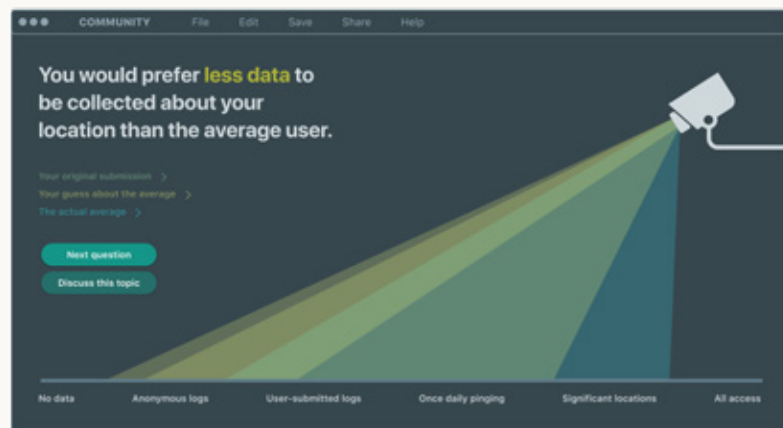 COMMUNITY File Edit Save Share Help
You would prefer less data to
be collected about your
location than the average user.
Your original submission >
Your guess about the average >
The actual average >
Next question
Discuss this topic
No data Anonymous logs User-submitted logs Once daily pinging Significant locations All access